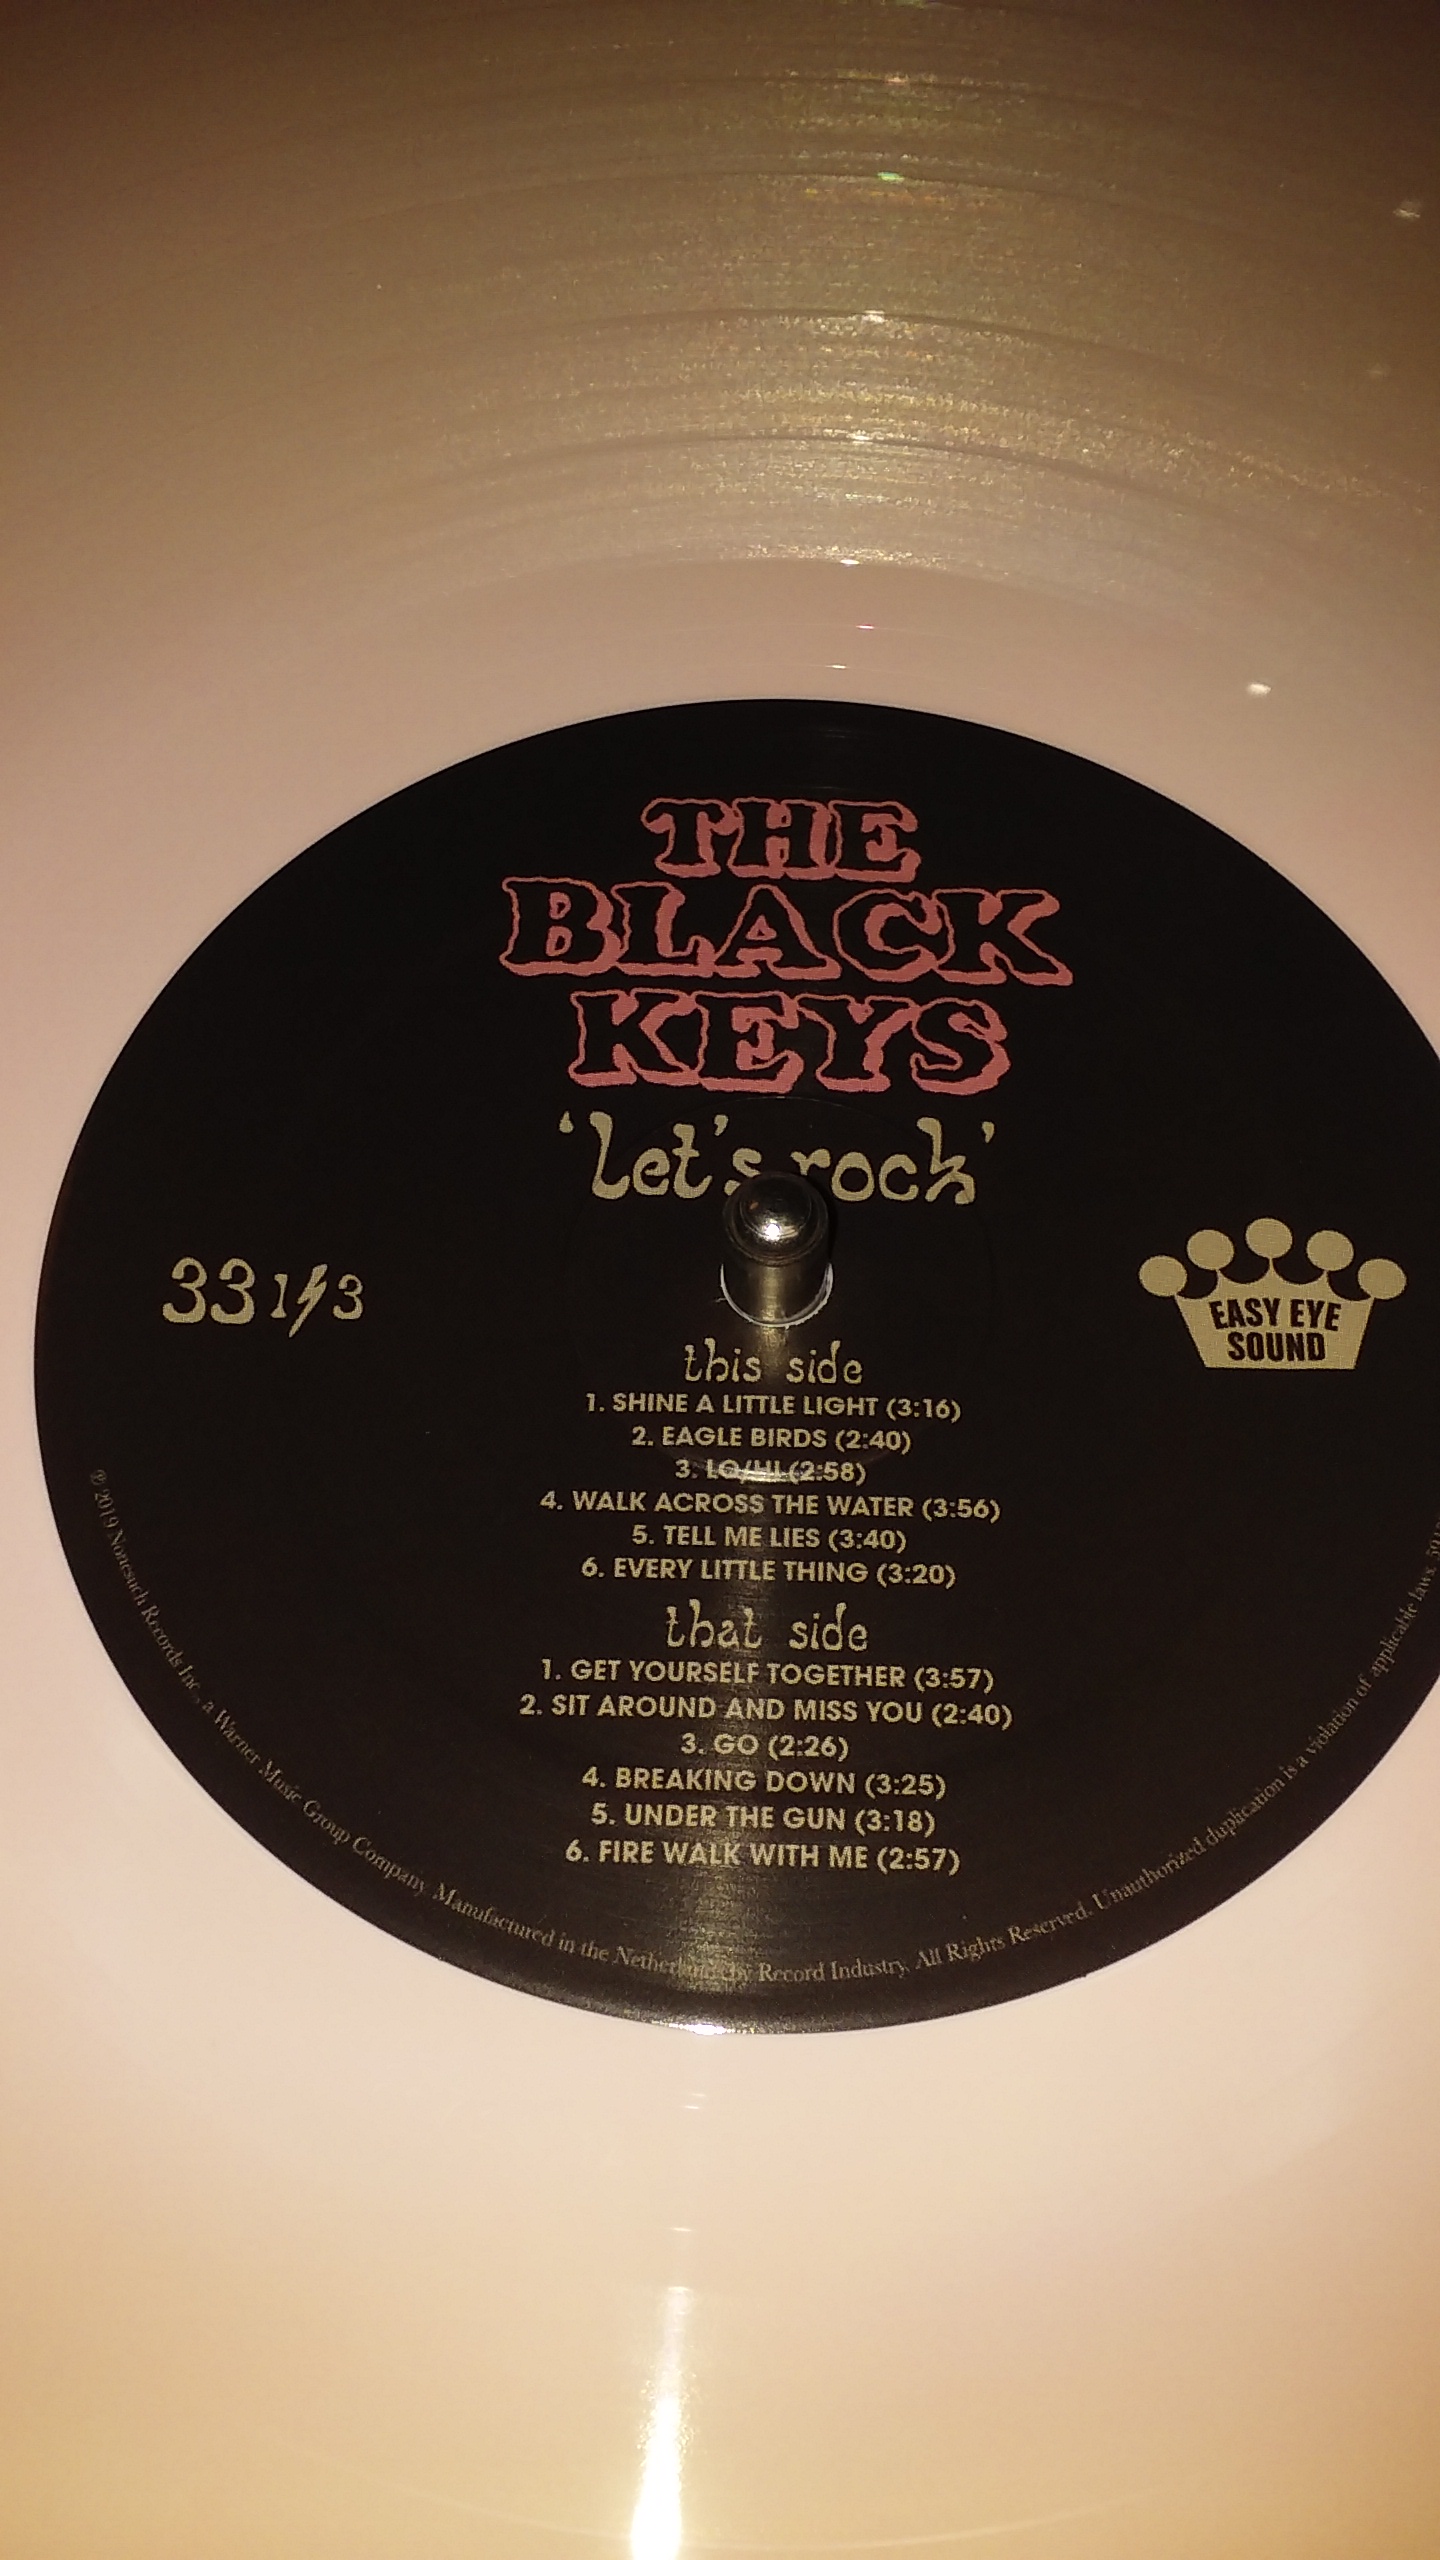 THE
BLACK
KEYS
'let's rock'
33 1/3
EASY EYE
SOUND
this side
1. SHINE A LITTLE LIGHT (3:16)
2. EAGLE BIRDS (2:40)
3. LO/HI (2:58)
4. WALK ACROSS THE WATER (3:56)
5. TELL ME LIES (3:40)
6. EVERY LITTLE THING (3:20)
that side
1. GET YOURSELF TOGETHER (3:57)
2. SIT AROUND AND MISS YOU (2:40)
3. GO (2:26)
4. BREAKING DOWN (3:25)
5. UNDER THE GUN (3:18)
6. FIRE WALK WITH ME (2:57)
℗ 2019 Nonesuch Records Inc., a Warner Music Group Company. Manufactured in the Netherlands by Record Industry. All Rights Reserved. Unauthorized duplication is a violation of applicable laws.